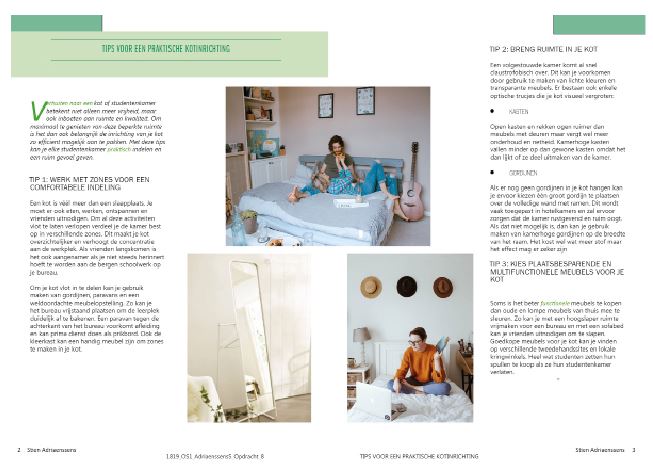 TIPS VOOR EEN PRAKTISCHE KOTINRICHTING
Verhuizen naar een kot of studentenkamer
betekent niet alleen meer vrijheid, maar
ook inboeten aan ruimte en kwaliteit. Om
maximaal te genieten van deze beperkte ruimte
is het dan ook belangrijk de inrichting van je kot
zo efficiënt mogelijk aan te pakken. Met deze tips
kan je elke studentenkamer praktisch indelen en
een ruim gevoel geven.
TIP 1: WERK MET ZONES VOOR EEN
COMFORTABELE INDELING
Een kot is véél meer dan een slaapplaats. Je
moet er ook eten, werken, ontspannen en
vrienden uitnodigen. Om al deze activiteiten
vlot te laten verlopen verdeel je de kamer best
op in verschillende zones. Dit maakt je kot
overzichtelijker en verhoogt de concentratie
aan de werkplek. Als vrienden langskomen is
het ook aangenamer als je niet steeds herinnert
hoeft te worden aan de bergen schoolwerk op
je bureau.
Om je kot vlot in te delen kan je gebruik
maken van gordijnen, paravans en een
weldoordachte meubelopstelling. Zo kan je
het bureau vrijstaand plaatsen om de leerplek
duidelijk af te bakenen. Een paravan tegen de
achterkant van het bureau voorkomt afleiding
en kan prima dienst doen als prikbord. Ook de
kleerkast kan een handig meubel zijn om zones
te maken in je kot.
2 Stien Adriaenssens
1819_OIS1_AdriaenssensS_Opdracht 8
TIP 2: BRENG RUIMTE IN JE KOT
Een volgestouwde kamer komt al snel
claustrofobisch over. Dit kan je voorkomen
door gebruik te maken van lichte kleuren en
transparante meubels. Er bestaan ook enkele
optische trucjes die je kot visueel vergroten:
• KASTEN
Open kasten en rekken ogen ruimer dan
meubels met deuren maar vergt wel meer
onderhoud en netheid. Kamerhoge kasten
vallen minder op dan gewone kasten omdat het
dan lijkt of ze deel uitmaken van de kamer.
• GORDIJNEN
Als er nog geen gordijnen in je kot hangen kan
je ervoor kiezen één groot gordijn te plaatsen
over de volledige wand met ramen. Dit wordt
vaak toegepast in hotelkamers en zal ervoor
zorgen dat de kamer rustgevend en ruim oogt.
Als dat niet mogelijk is, dan kan je gebruik
maken van kamerhoge gordijnen op de breedte
van het raam. Het kost wel wat meer stof maar
het effect mag er zeker zijn
TIP 3: KIES PLAATSBESPARENDE EN
MULTIFUNCTIONELE MEUBELS VOOR JE
KOT
Soms is het beter functionele meubels te kopen
dan oude en lompe meubels van thuis mee te
sleuren. Zo kan je met een hoogslaper ruimte
vrijmaken voor een bureau en met een sofabed
kan je vrienden uitnodigen om te slapen.
Goedkope meubels voor je kot kan je vinden
op verschillende tweedehandssites en lokale
kringwinkels. Heel wat studenten zetten hun
spullen te koop als ze hun studentenkamer
verlaten.
TIPS VOOR EEN PRAKTISCHE KOTINRICHTING
Stien Adriaenssens 3